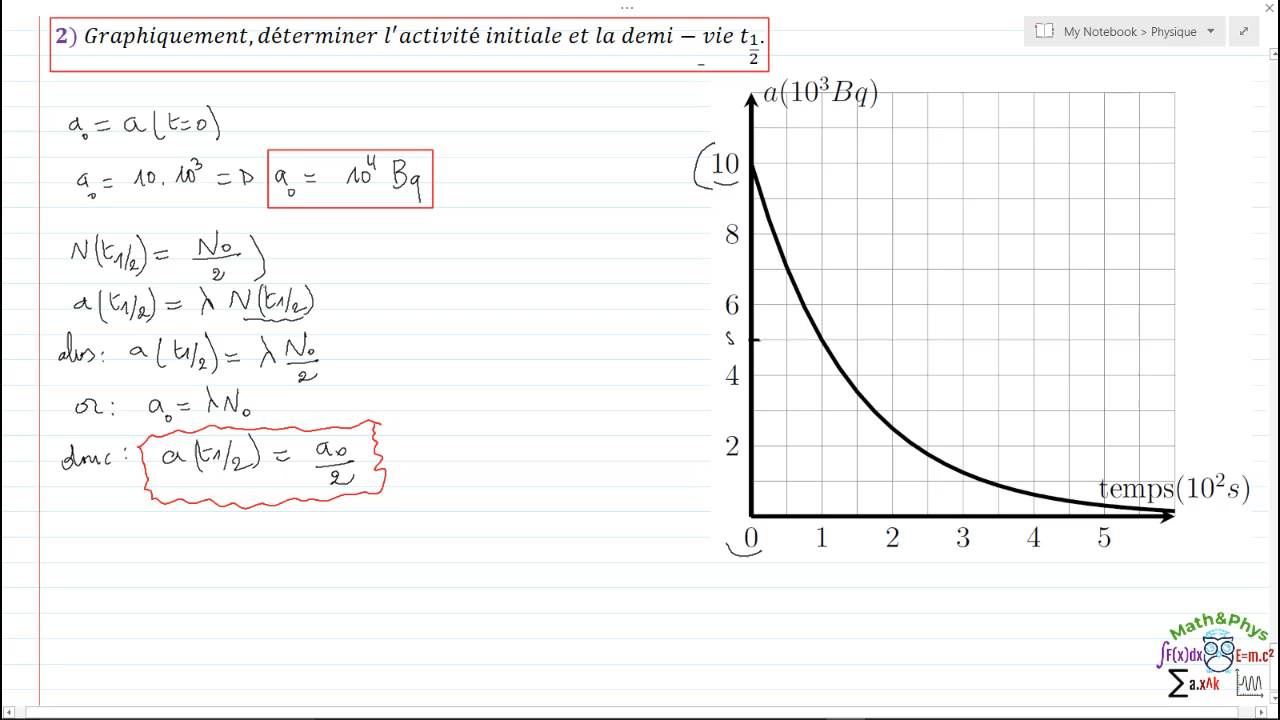 2) Graphiquement, déterminer l'activité initiale et la demi − vie t1/2.
My Notebook > Physique
a₀ = a(t=0)
a₀ = 10. 10³ => a₀ = 10⁴ Bq
N(t1/2) = N₀/2
a(t1/2) = λ N(t1/2)
alors: a(t1/2) = λ N₀/2
or: a₀ = λN₀
donc: a(t1/2) = a₀/2
a(10³Bq)
10
8
6
4
2
temps(10²s)
0 1 2 3 4 5
Math&Phys
∫F(x)dx E=m.c²
∑ a.x^k